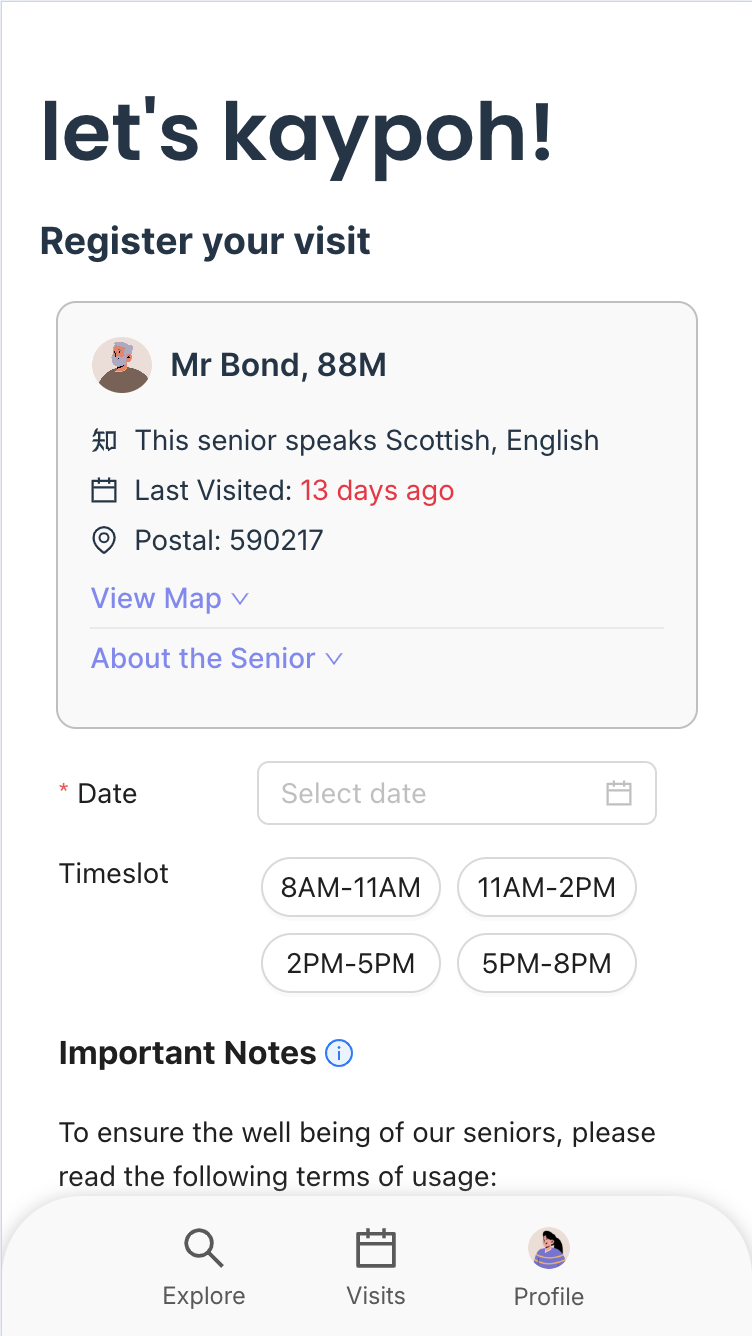 let's kaypoh!
Register your visit
Mr Bond, 88M
知 This senior speaks Scottish, English
Last Visited: 13 days ago
Postal: 590217
View Map
About the Senior
* Date
Select date
Timeslot
8AM-11AM
11AM-2PM
2PM-5PM
5PM-8PM
Important Notes
To ensure the well being of our seniors, please
read the following terms of usage:
Explore
Visits
Profile